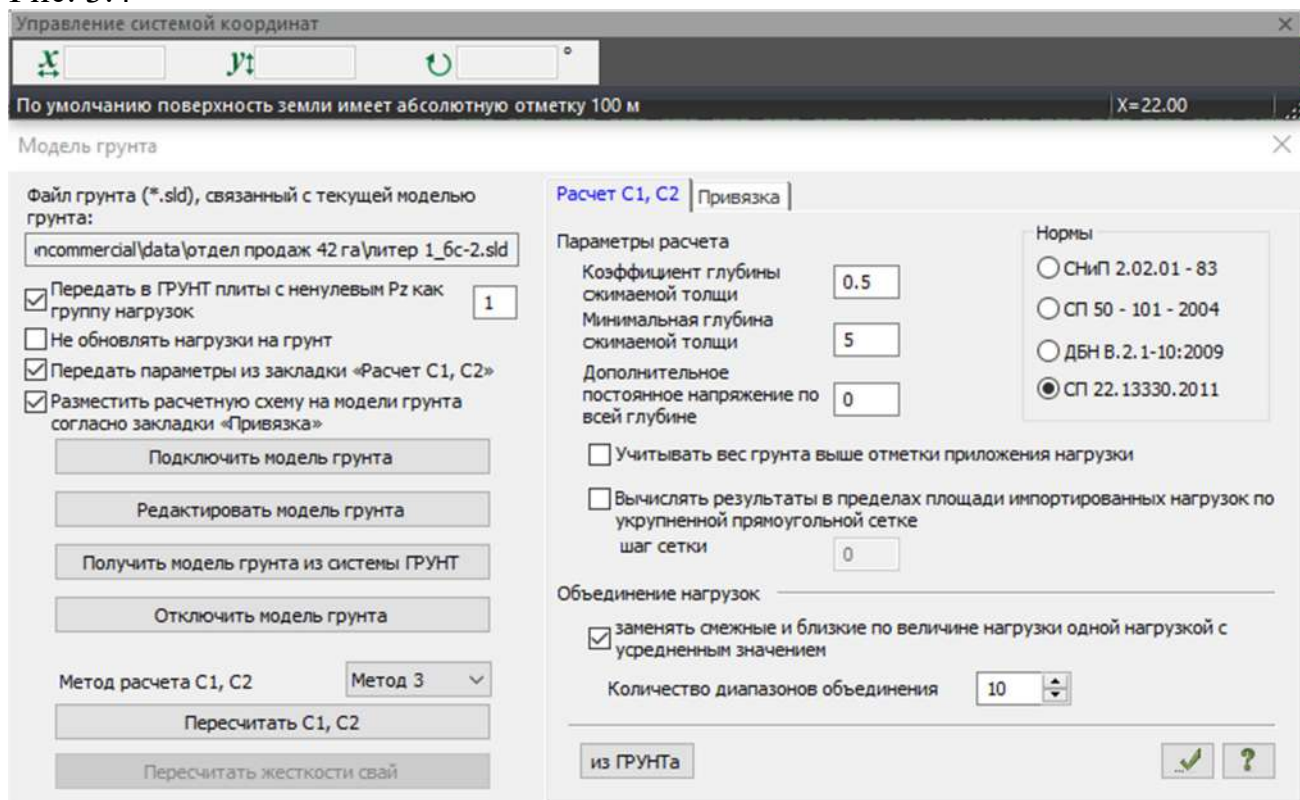 Управление системой координат
x
y
°
По умолчанию поверхность земли имеет абсолютную отметку 100 м
X=22.00
Модель грунта
Файл грунта (*.sld), связанный с текущей моделью
грунта:
ncommercial\data\отдел продаж 42 га\литер 1_бс-2.sld
Передать в ГРУНТ плиты с ненулевым Pz как
группу нагрузок
1
Не обновлять нагрузки на грунт
Передать параметры из закладки «Расчет С1, С2»
Разместить расчетную схему на модели грунта
согласно закладки «Привязка»
Подключить модель грунта
Редактировать модель грунта
Получить модель грунта из системы ГРУНТ
Отключить модель грунта
Метод расчета С1, С2
Метод 3
Пересчитать С1, С2
Пересчитать жесткости свай
Расчет С1, С2
Привязка
Параметры расчета
Коэффициент глубины
сжимаемой толщи
0.5
Минимальная глубина
сжимаемой толщи
5
Дополнительное
постоянное напряжение по
всей глубине
0
Нормы
СНиП 2.02.01 - 83
СП 50 - 101 - 2004
ДБН В.2.1-10:2009
СП 22.13330.2011
Учитывать вес грунта выше отметки приложения нагрузки
Вычислять результаты в пределах площади импортированных нагрузок по
укрупненной прямоугольной сетке
шаг сетки
0
Объединение нагрузок
заменять смежные и близкие по величине нагрузки одной нагрузкой с
усредненным значением
Количество диапазонов объединения
10
из ГРУНТа
?